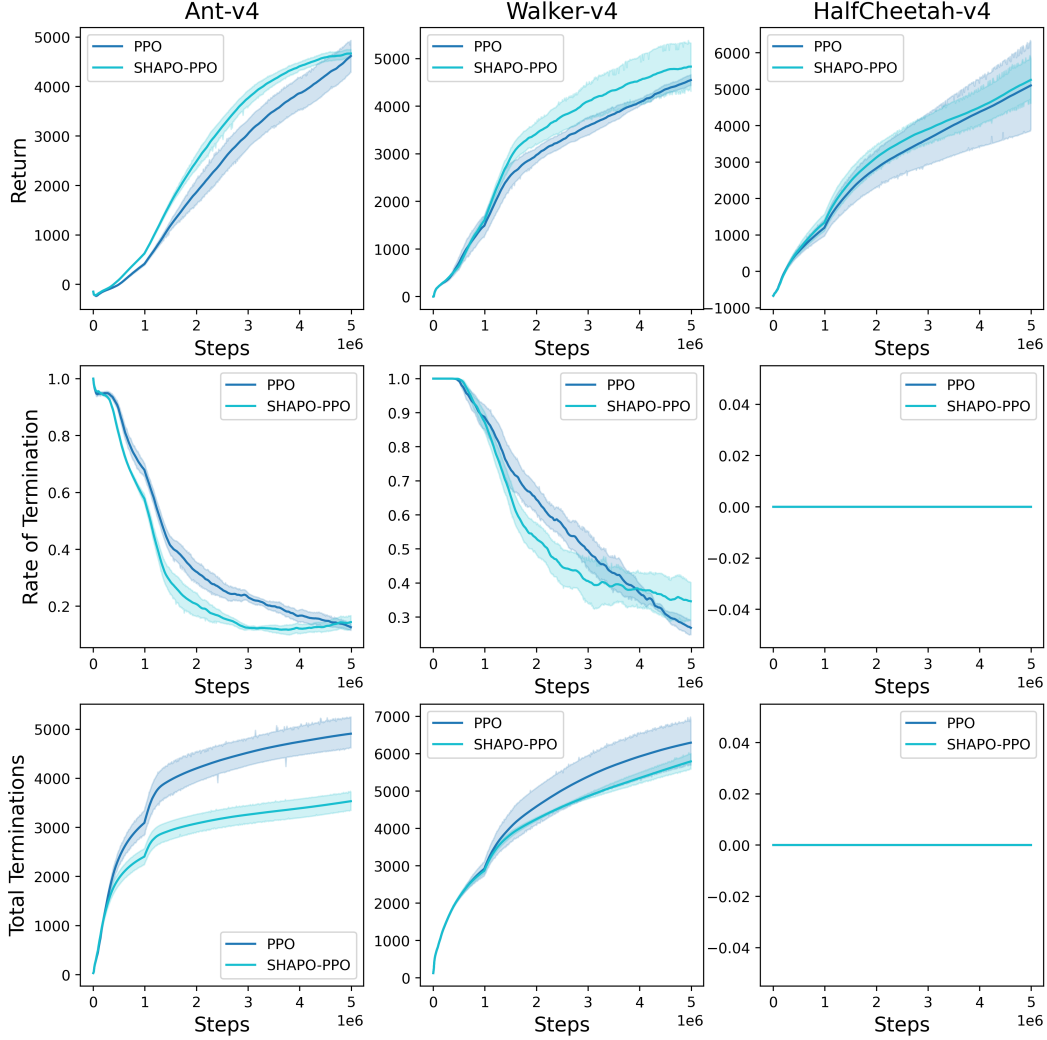 Ant-v4
Walker-v4
HalfCheetah-v4
Return
5000
4000
3000
2000
1000
0
PPO
SHAPO-PPO
0 1 2 3 4 5
1e6
Steps
5000
4000
3000
2000
1000
0
PPO
SHAPO-PPO
0 1 2 3 4 5
1e6
Steps
6000
5000
4000
3000
2000
1000
0
−1000
PPO
SHAPO-PPO
0 1 2 3 4 5
1e6
Steps
Rate of Termination
1.0
0.8
0.6
0.4
0.2
PPO
SHAPO-PPO
0 1 2 3 4 5
1e6
Steps
1.0
0.9
0.8
0.7
0.6
0.5
0.4
0.3
PPO
SHAPO-PPO
0 1 2 3 4 5
1e6
Steps
0.04
0.02
0.00
−0.02
−0.04
PPO
SHAPO-PPO
0 1 2 3 4 5
1e6
Steps
Total Terminations
5000
4000
3000
2000
1000
0
PPO
SHAPO-PPO
0 1 2 3 4 5
1e6
Steps
7000
6000
5000
4000
3000
2000
1000
0
PPO
SHAPO-PPO
0 1 2 3 4 5
1e6
Steps
0.04
0.02
0.00
−0.02
−0.04
PPO
SHAPO-PPO
0 1 2 3 4 5
1e6
Steps